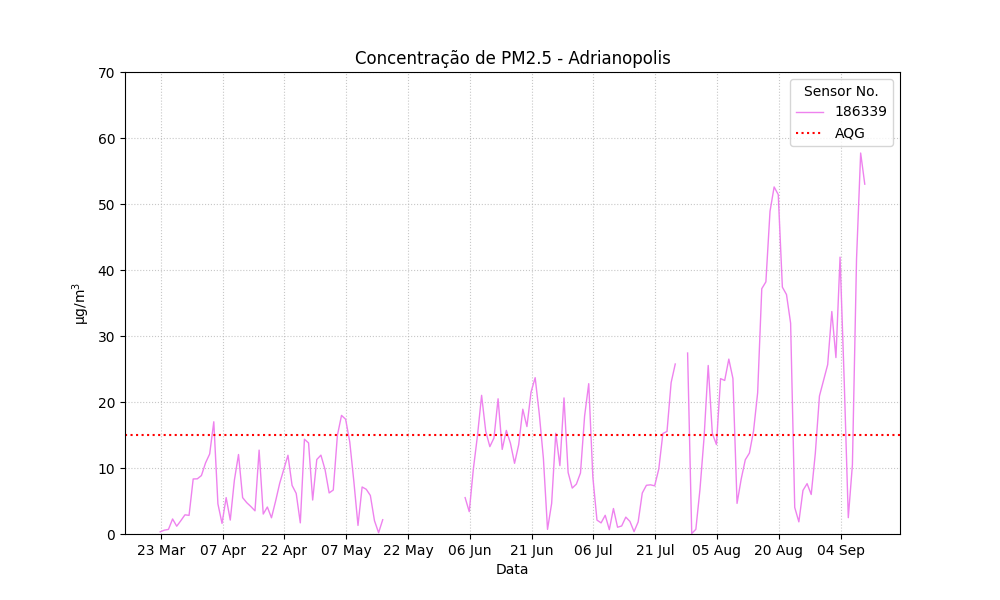 Concentração de PM2.5 - Adrianopolis
Sensor No.
186339
AQG
70
60
50
40
30
20
10
0
µg/m³
23 Mar
07 Apr
22 Apr
07 May
22 May
06 Jun
21 Jun
06 Jul
21 Jul
05 Aug
20 Aug
04 Sep
Data